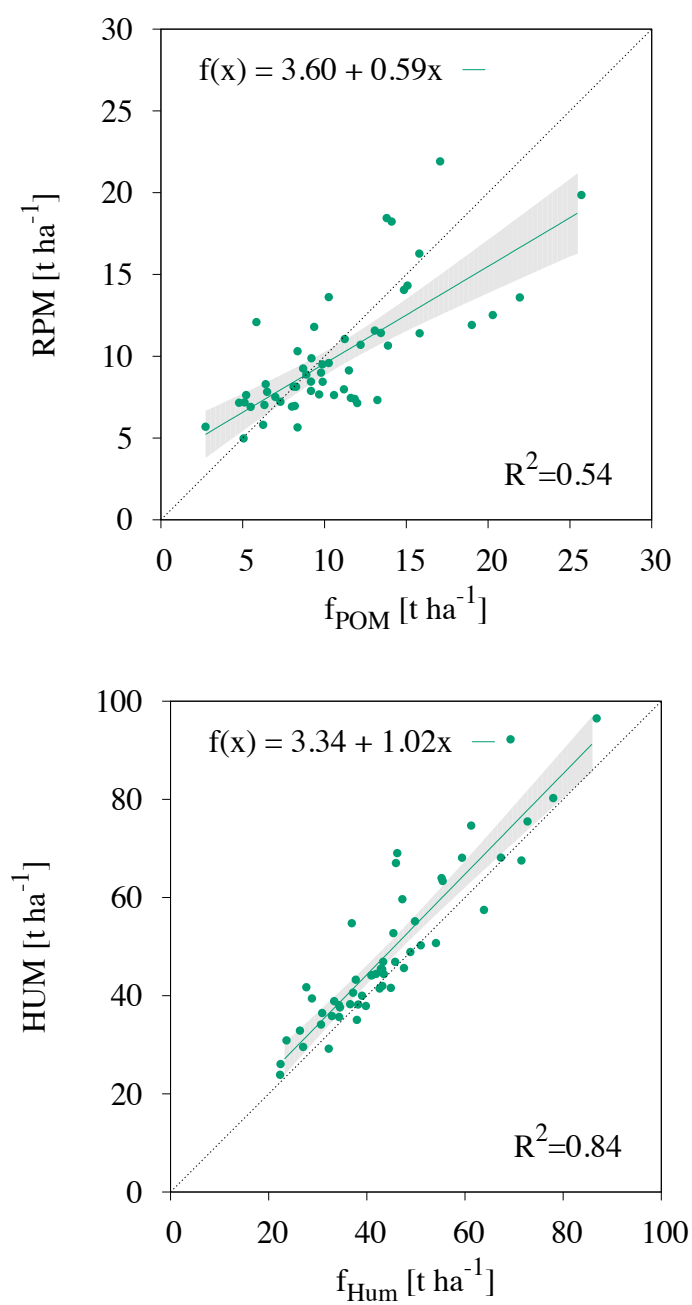 30
f(x) = 3.60 + 0.59x
25
20
RPM [t ha-1]
15
10
5
R2=0.54
0
0 5 10 15 20 25 30
fPOM [t ha-1]
100
f(x) = 3.34 + 1.02x
80
60
HUM [t ha-1]
40
20
R2=0.84
0
0 20 40 60 80 100
fHum [t ha-1]